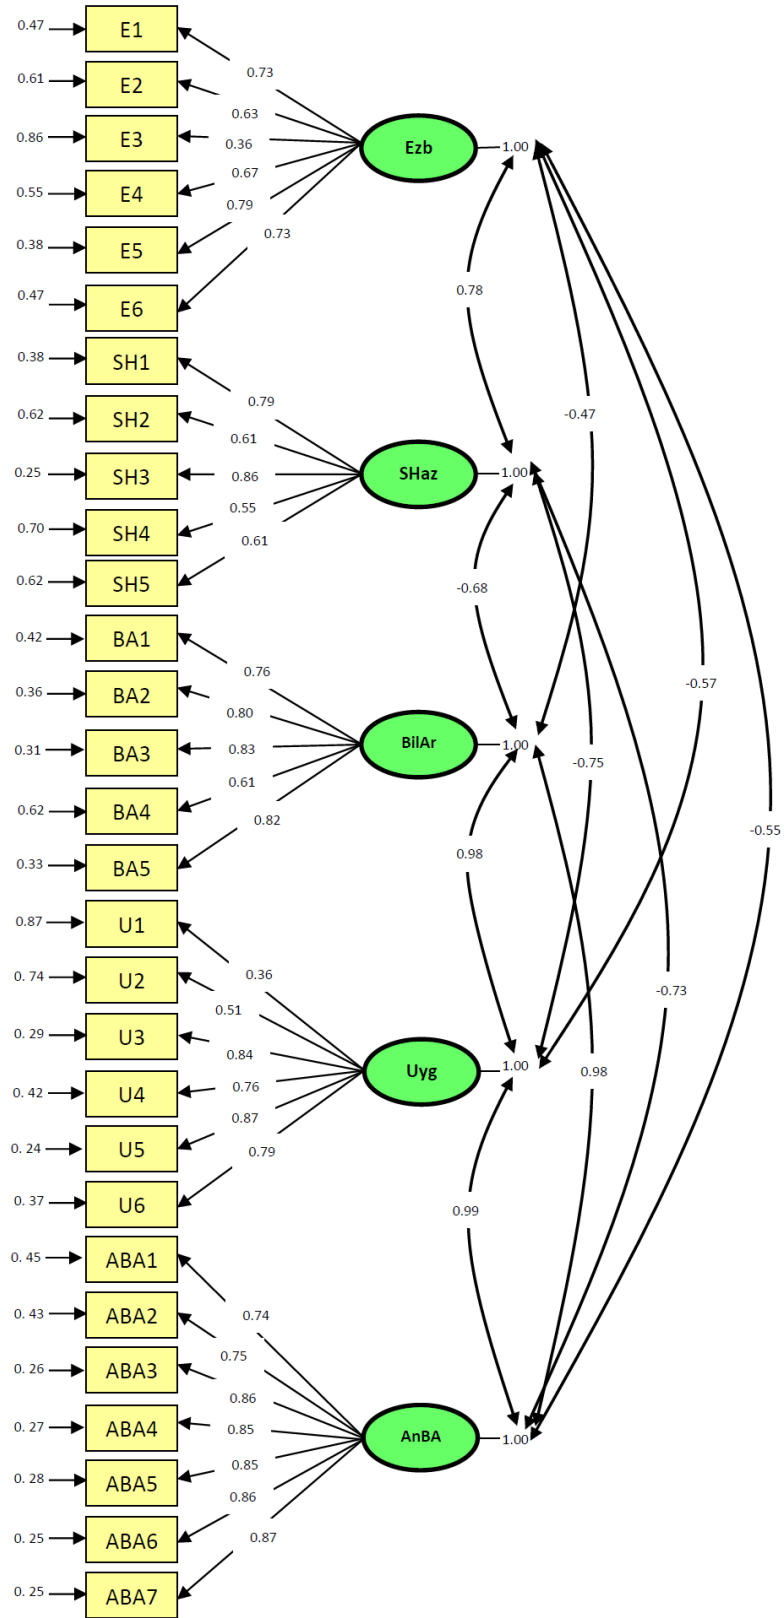 0.47 E1
0.73
0.61 E2
0.63
0.86 E3
0.36
Ezb 1.00
0.67
0.55 E4
0.79
0.73
0.38 E5
0.78
0.47 E6
0.38 SH1
0.79
-0.47
0.62 SH2
0.61
0.25 SH3
0.86
SHaz 1.00
0.55
0.70 SH4
0.61
0.62 SH5
-0.68
0.42 BA1
0.76
-0.57
0.36 BA2
0.80
0.31 BA3
0.83
BilAr 1.00
-0.75
0.61
0.62 BA4
0.82
-0.55
0.33 BA5
0.98
0.87 U1
0.36
0. 74 U2
-0.73
0.51
0. 29 U3
0.84
Uyg 1.00
0.98
0.76
0. 42 U4
0.87
0. 24 U5
0.79
0. 37 U6
0.99
0. 45 ABA1
0. 43 ABA2
0.74
0.75
0. 26 ABA3
0.86
0. 27 ABA4
0.85
AnBA 1.00
0.85
0. 28 ABA5
0.86
0. 25 ABA6
0.87
0. 25 ABA7